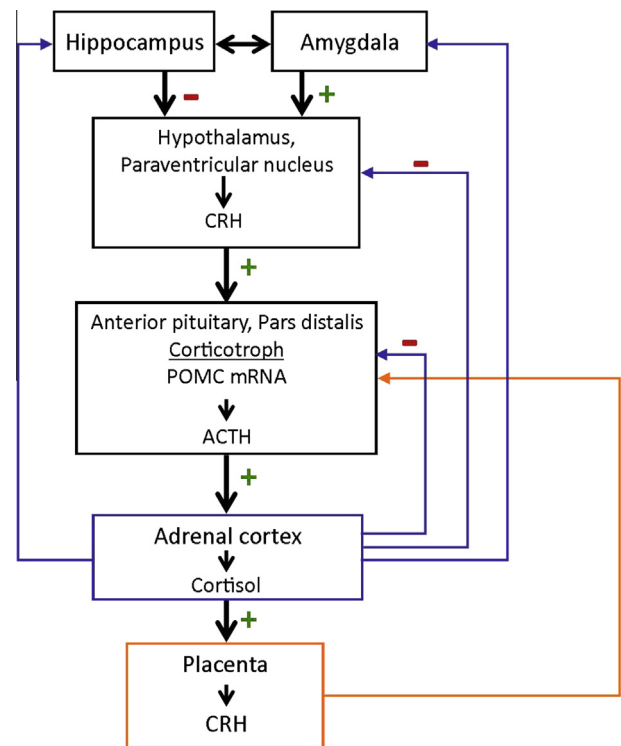 Hippocampus
Amygdala
-
+
Hypothalamus,
Paraventricular nucleus
CRH
-
+
Anterior pituitary, Pars distalis
Corticotroph
POMC mRNA
ACTH
-
+
Adrenal cortex
Cortisol
+
Placenta
CRH